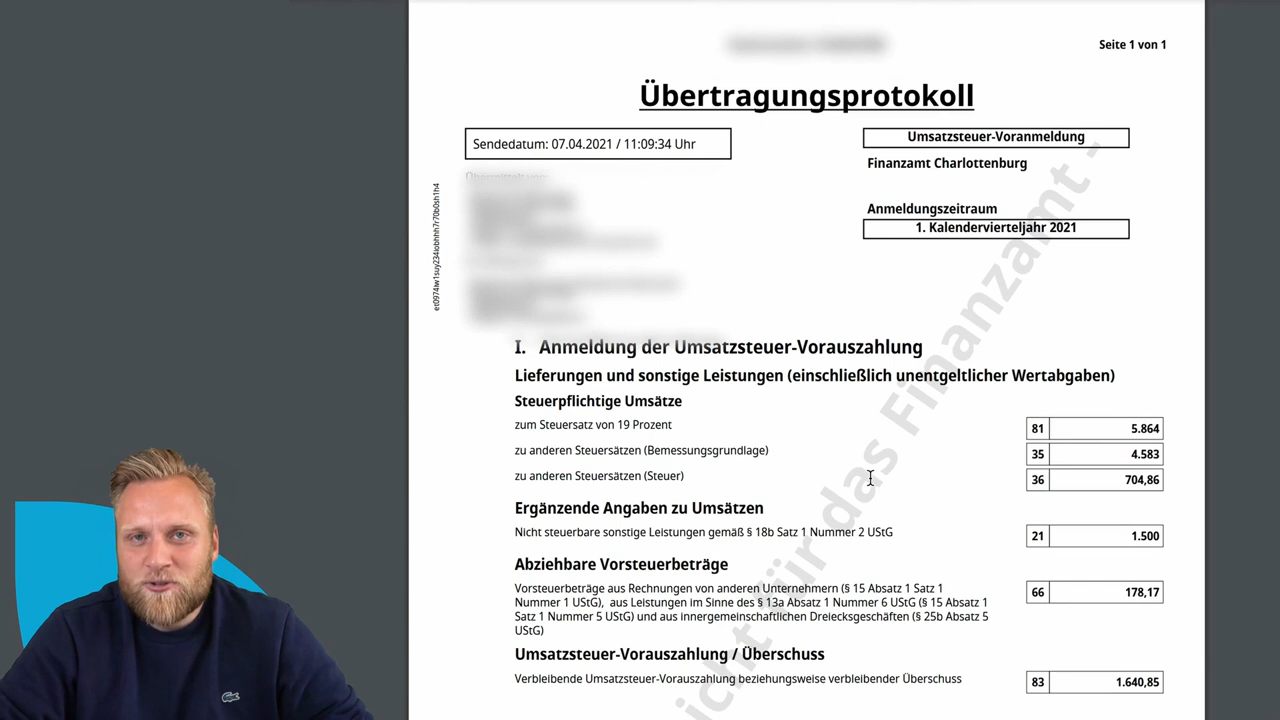 Seite 1 von 1
Übertragungsprotokoll
Sendedatum: 07.04.2021 / 11:09:34 Uhr
Umsatzsteuer-Voranmeldung
Finanzamt Charlottenburg
Anmeldungszeitraum
1. Kalendervierteljahr 2021
I. Anmeldung der Umsatzsteuer-Vorauszahlung
Lieferungen und sonstige Leistungen (einschließlich unentgeltlicher Wertabgaben)
Steuerpflichtige Umsätze
zum Steuersatz von 19 Prozent 81 5.864
zu anderen Steuersätzen (Bemessungsgrundlage) 35 4.583
zu anderen Steuersätzen (Steuer) 36 704,86
Ergänzende Angaben zu Umsätzen
Nicht steuerbare sonstige Leistungen gemäß § 18b Satz 1 Nummer 2 UStG 21 1.500
Abziehbare Vorsteuerbeträge
Vorsteuerbeträge aus Rechnungen von anderen Unternehmern (§ 15 Absatz 1 Satz 1 66 178,17
Nummer 1 UStG), aus Leistungen im Sinne des § 13a Absatz 1 Nummer 6 UStG (§ 15 Absatz 1
Satz 1 Nummer 5 UStG) und aus innergemeinschaftlichen Dreiecksgeschäften (§ 25b Absatz 5
UStG)
Umsatzsteuer-Vorauszahlung / Überschuss
Verbleibende Umsatzsteuer-Vorauszahlung beziehungsweise verbleibender Überschuss 83 1.640,85
icht für das Finanzamt -